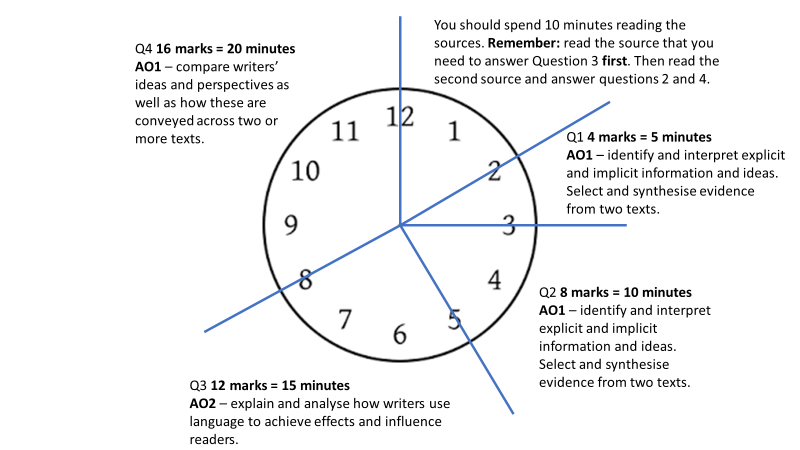 You should spend 10 minutes reading the
sources. Remember: read the source that you
need to answer Question 3 first. Then read the
second source and answer questions 2 and 4.
Q1 4 marks = 5 minutes
AO1 – identify and interpret explicit
and implicit information and ideas.
Select and synthesise evidence
from two texts.
Q2 8 marks = 10 minutes
AO1 – identify and interpret
explicit and implicit
information and ideas.
Select and synthesise
evidence from two texts.
Q3 12 marks = 15 minutes
AO2 – explain and analyse how writers use
language to achieve effects and influence
readers.
Q4 16 marks = 20 minutes
AO1 – compare writers’
ideas and perspectives as
well as how these are
conveyed across two or
more texts.
12
1
2
3
4
5
6
7
8
9
10
11